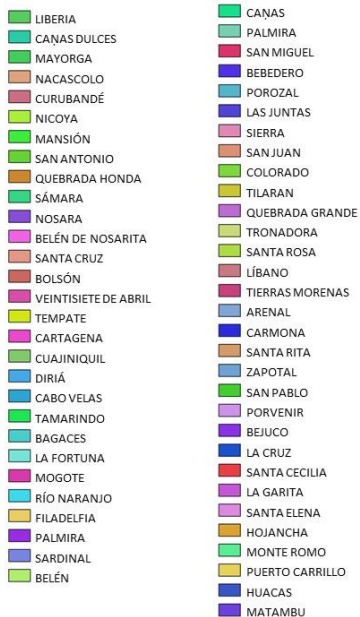 LIBERIA
CAÑAS DULCES
MAYORGA
NACASCOLO
CURUBANDÉ
NICOYA
MANSIÓN
SAN ANTONIO
QUEBRADA HONDA
SÁMARA
NOSARA
BELÉN DE NOSARITA
SANTA CRUZ
BOLSÓN
VEINTISIETE DE ABRIL
TEMPATE
CARTAGENA
CUAJINIQUIL
DIRIÁ
CABO VELAS
TAMARINDO
BAGACES
LA FORTUNA
MOGOTE
RÍO NARANJO
FILADELFIA
PALMIRA
SARDINAL
BELÉN
CAÑAS
PALMIRA
SAN MIGUEL
BEBEDERO
POROZAL
LAS JUNTAS
SIERRA
SAN JUAN
COLORADO
TILARAN
QUEBRADA GRANDE
TRONADORA
SANTA ROSA
LÍBANO
TIERRAS MORENAS
ARENAL
CARMONA
SANTA RITA
ZAPOTAL
SAN PABLO
PORVENIR
BEJUCO
LA CRUZ
SANTA CECILIA
LA GARITA
SANTA ELENA
HOJANCHA
MONTE ROMO
PUERTO CARRILLO
HUACAS
MATAMBU